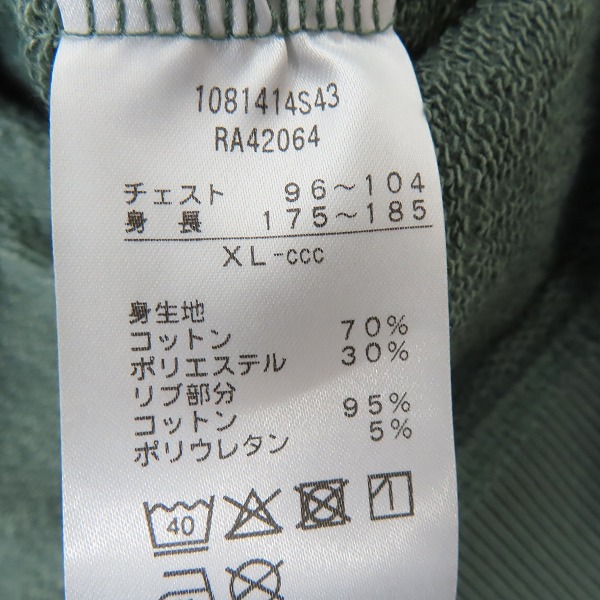 1081414S43
RA42064
チェスト 96～104
身 長 175～185
XL-ccc
身生地
コットン 70%
ポリエステル 30%
リブ部分
コットン 95%
ポリウレタン 5%
40